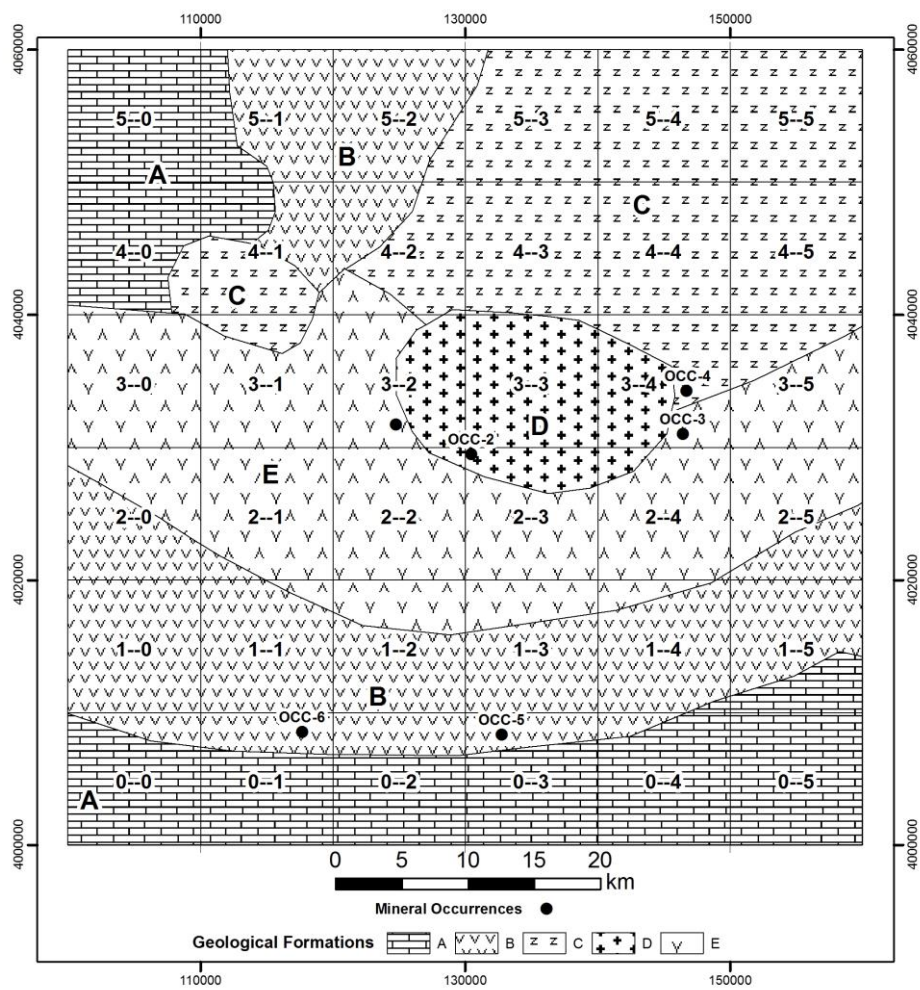 110000 130000 150000
4060000 4060000
5--0 5--1 5--2 5--3 5--4 5--5
B
A
C
4--0 4--1 4--2 4--3 4--4 4--5
C
4040000 4040000
3--0 3--1 3--2 3--3 3--4 OCC-4 3--5
D OCC-3
OCC-2
E
2--0 2--1 2--2 2--3 2--4 2--5
4020000 4020000
1--0 1--1 1--2 1--3 1--4 1--5
B
OCC-6 OCC-5
0--0 0--1 0--2 0--3 0--4 0--5
A
4000000 4000000
0 5 10 15 20
km
Mineral Occurrences
Geological Formations A B C D E
110000 130000 150000